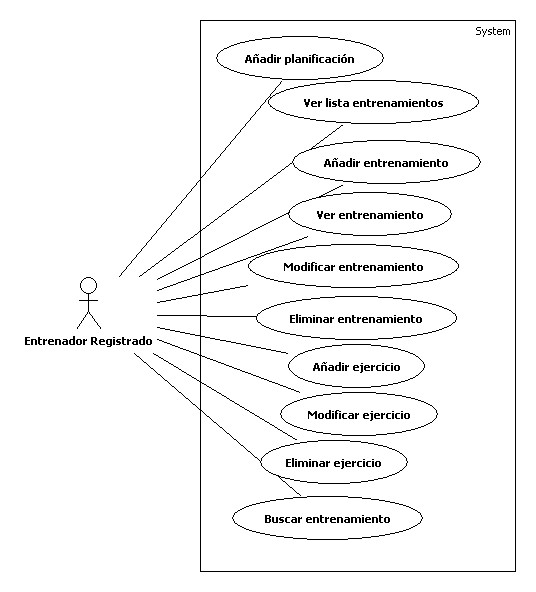 System
Añadir planificación
Ver lista entrenamientos
Añadir entrenamiento
Ver entrenamiento
Modificar entrenamiento
Eliminar entrenamiento
Entrenador Registrado
Añadir ejercicio
Modificar ejercicio
Eliminar ejercicio
Buscar entrenamiento